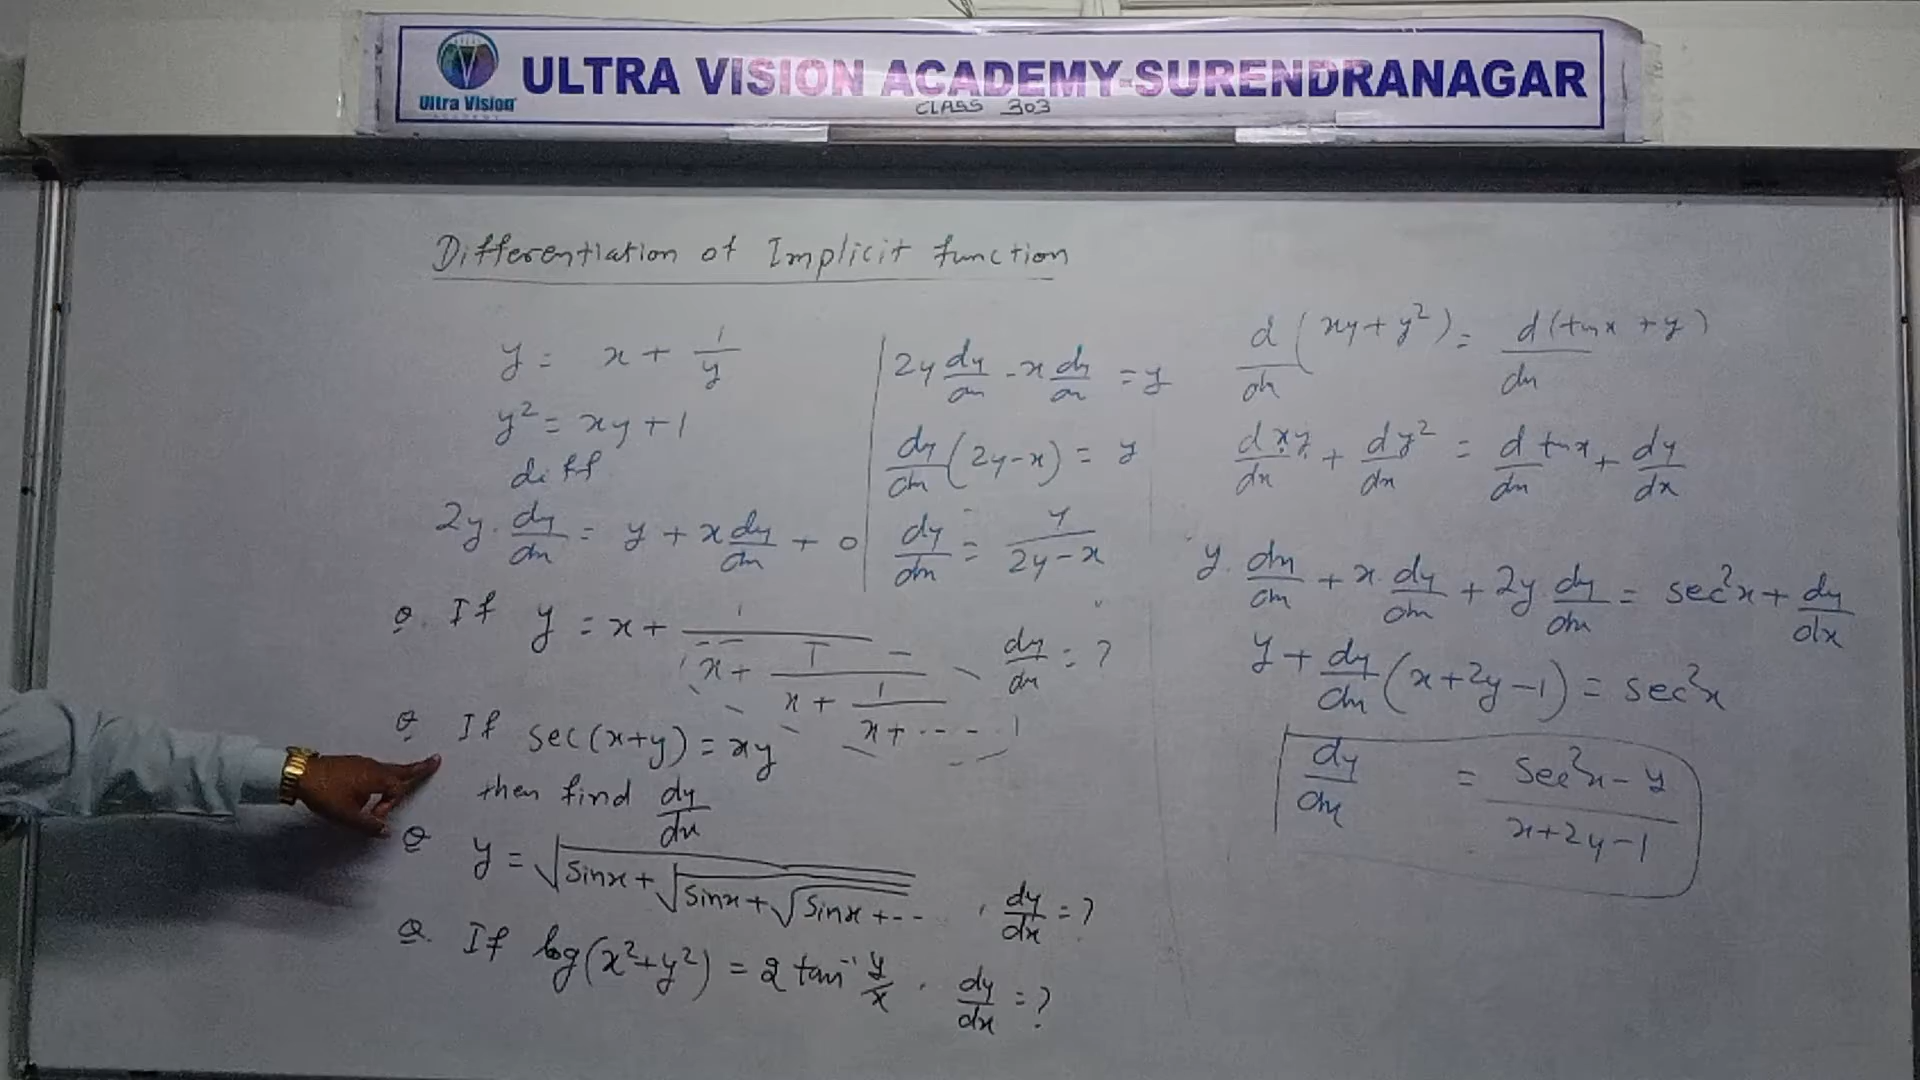 Ultra Vision
ACADEMY
ULTRA VISION ACADEMY-SURENDRANAGAR
CLASS 303
Differentiation of Implicit function
y = x + 1/y
y² = xy + 1
diff
2y · dy/dx = y + x dy/dx + 0
2y dy/dx - x dy/dx = y
dy/dx (2y-x) = y
dy/dx = y/(2y-x)
Q. If y = x + 1/(x + 1/(x + 1/(x + ---))) dy/dx = ?
Q If sec(x+y) = xy
then find dy/dx
Q y = √(sinx + √(sinx + √(sinx + --- , dy/dx = ?
Q. If log(x²+y²) = 2 tan⁻¹ y/x . dy/dx = ?
d/dx (xy + y²) = d(tanx + y)/dx
d xy/dx + dy²/dx = d tanx/dx + dy/dx
y · dx/dx + x · dy/dx + 2y · dy/dx = sec²x + dy/dx
y + dy/dx (x+2y-1) = sec²x
dy/dx = (sec²x - y)/(x+2y-1)